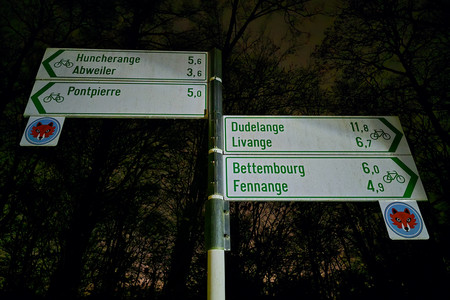 Huncherange 5,6
Abweiler 3,6
Pontpierre 5,0
Dudelange 11,8
Livange 6,7
Bettembourg 6,0
Fennange 4,9